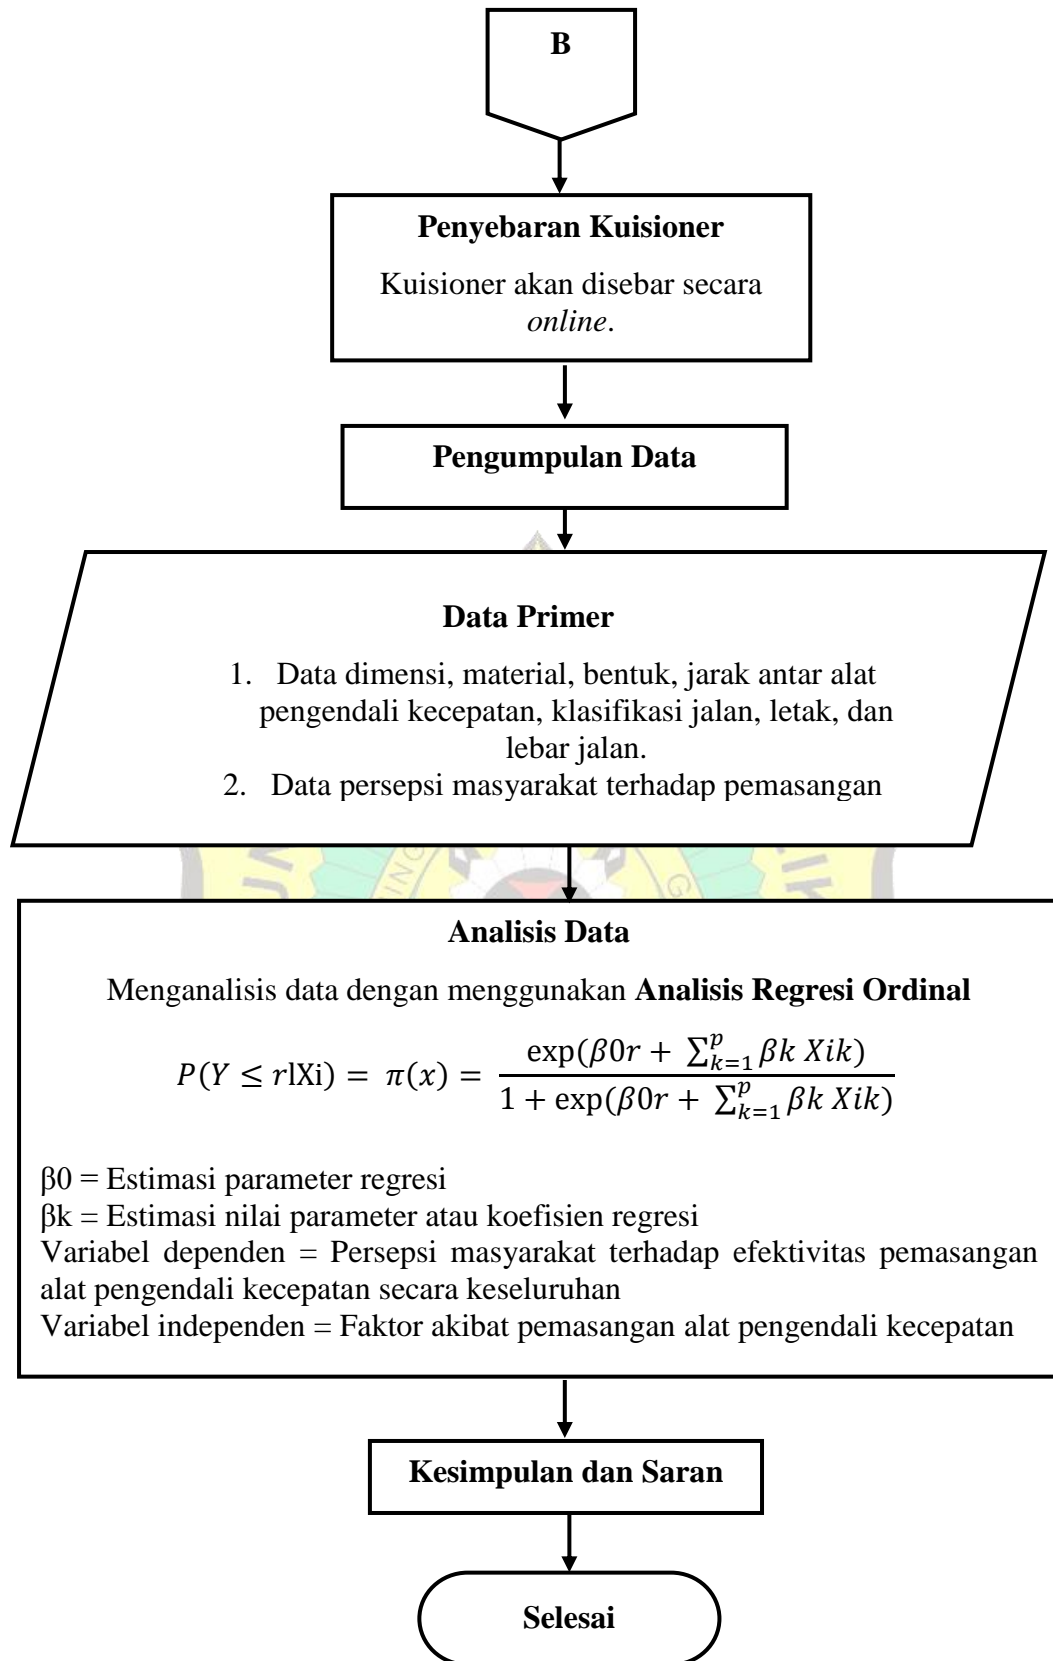 B
Penyebaran Kuisioner
Kuisioner akan disebar secara
online.
Pengumpulan Data
Data Primer
1. Data dimensi, material, bentuk, jarak antar alat
pengendali kecepatan, klasifikasi jalan, letak, dan
lebar jalan.
2. Data persepsi masyarakat terhadap pemasangan
Analisis Data
Menganalisis data dengan menggunakan Analisis Regresi Ordinal
P(Y ≤ rlXi) = π(x) = exp(β0r + ∑_{k=1}^{p} βk Xik) / 1 + exp(β0r + ∑_{k=1}^{p} βk Xik)
β0 = Estimasi parameter regresi
βk = Estimasi nilai parameter atau koefisien regresi
Variabel dependen = Persepsi masyarakat terhadap efektivitas pemasangan
alat pengendali kecepatan secara keseluruhan
Variabel independen = Faktor akibat pemasangan alat pengendali kecepatan
Kesimpulan dan Saran
Selesai